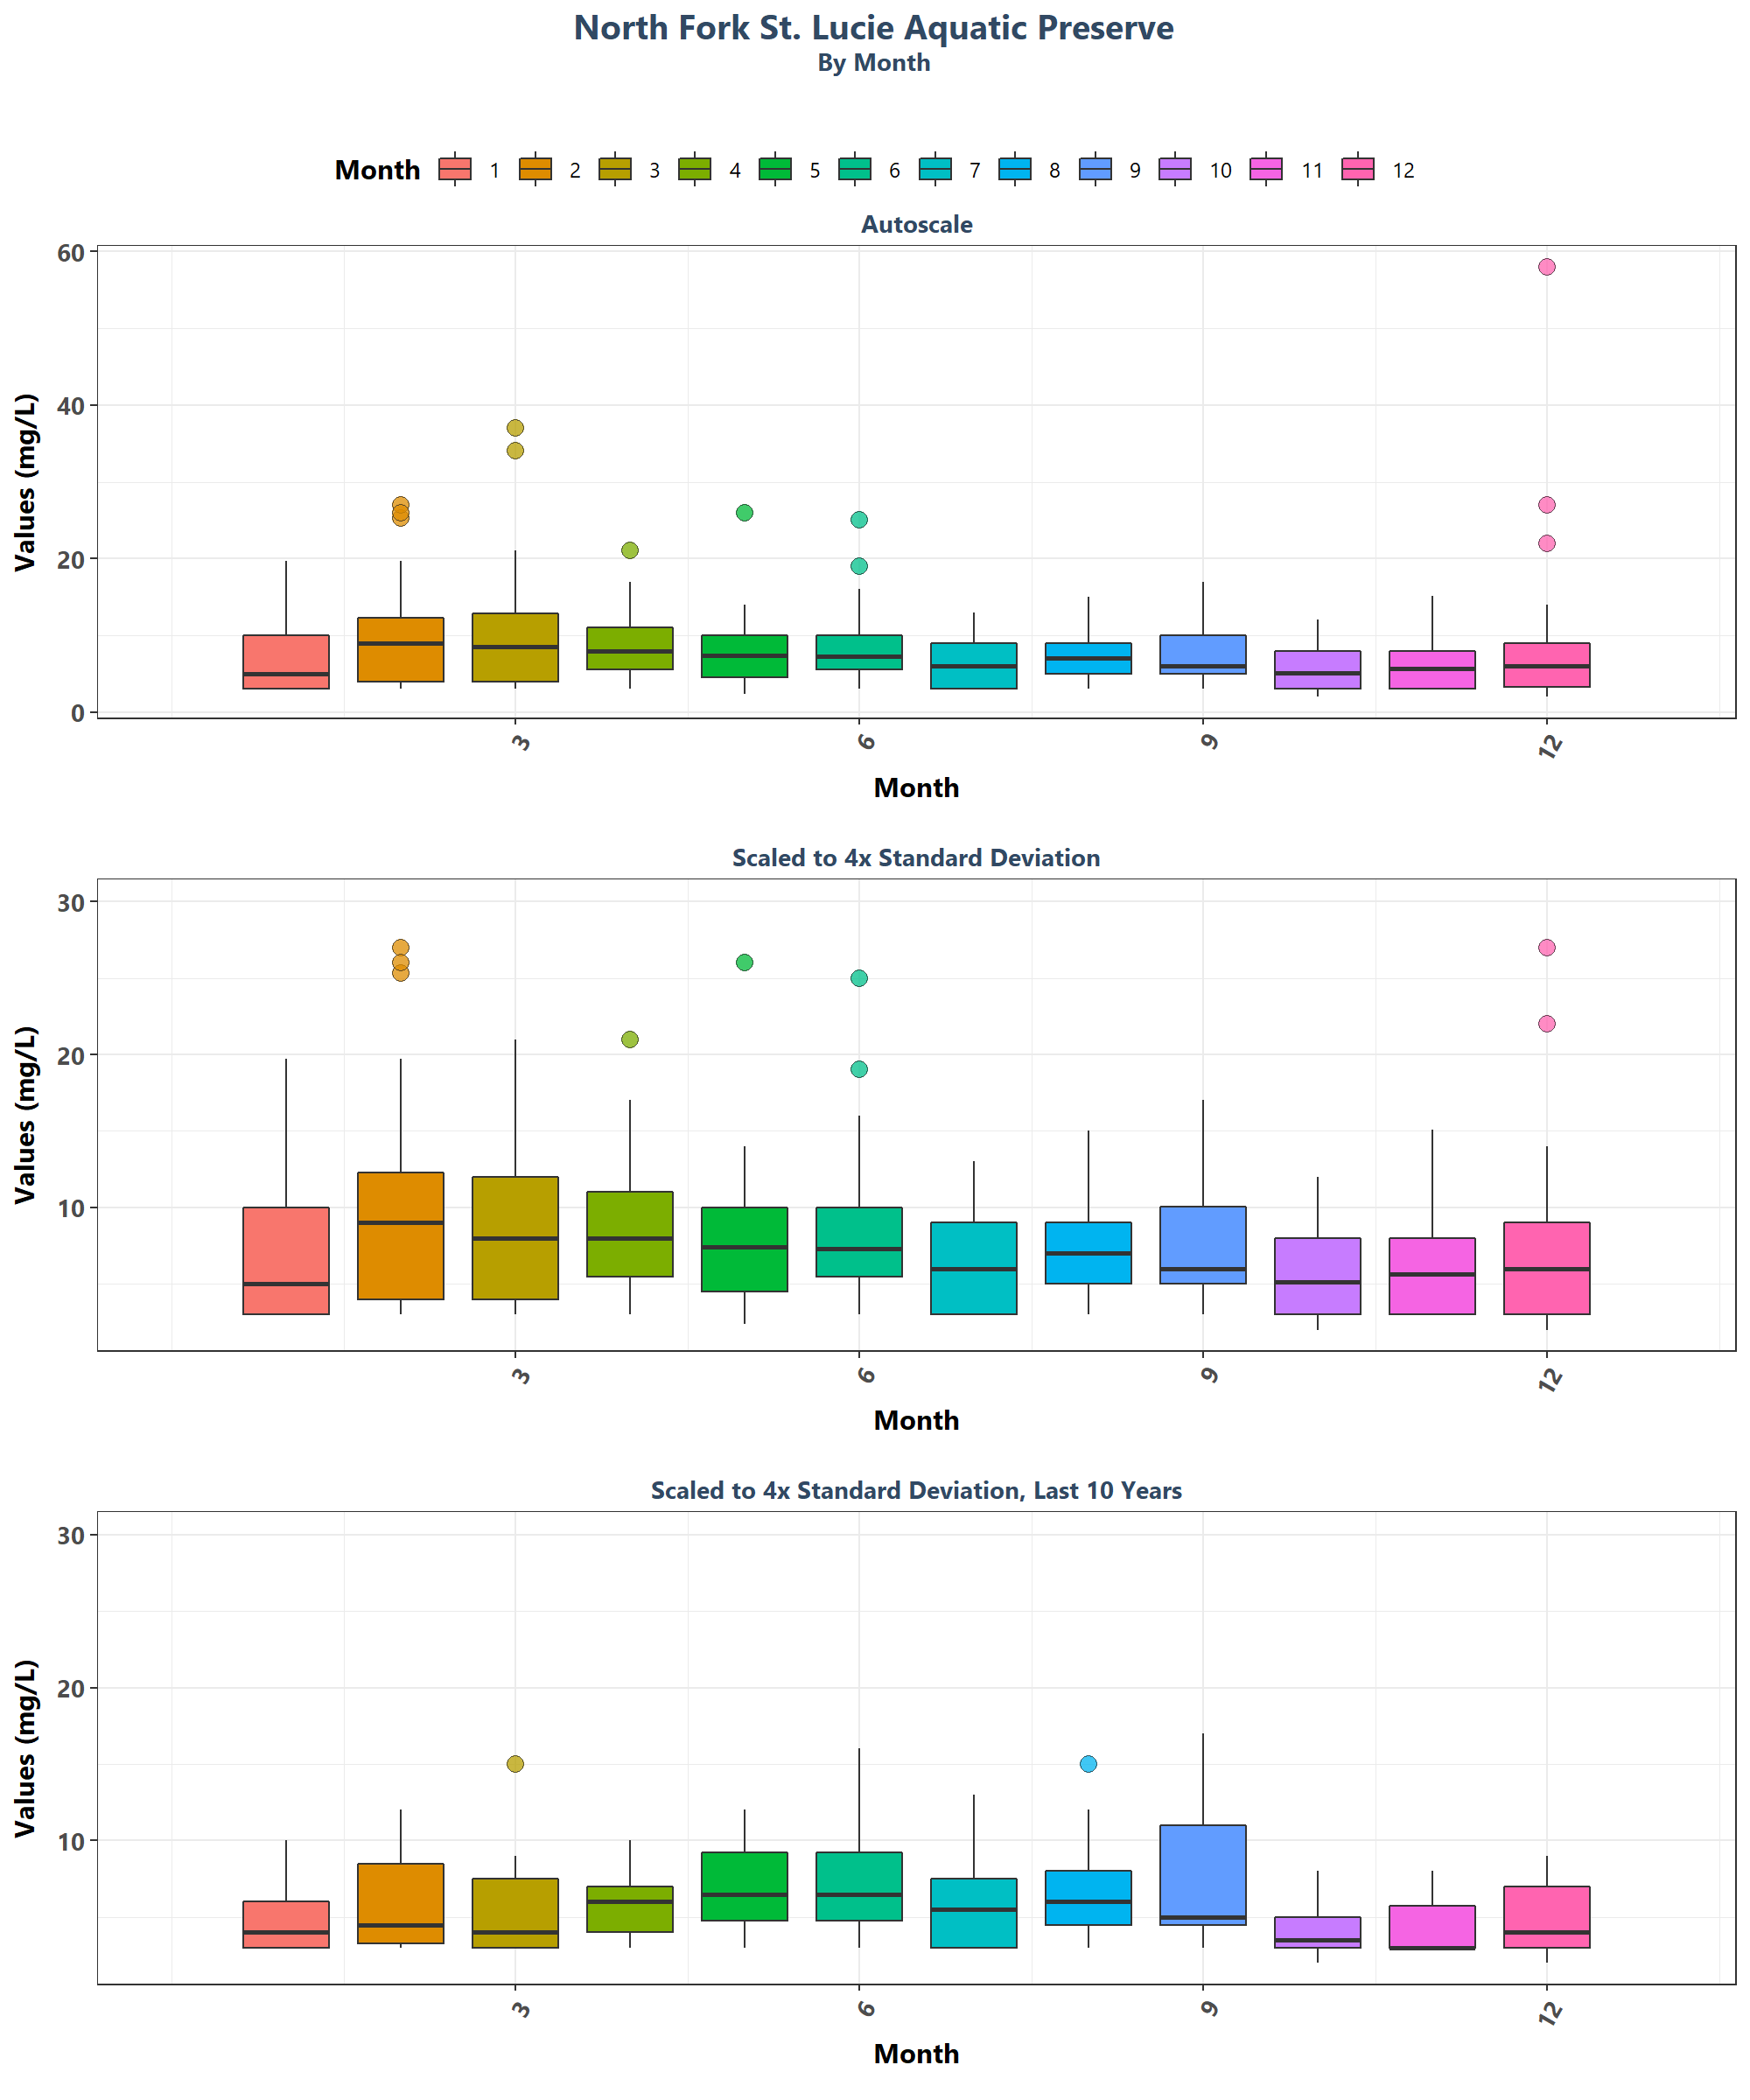 North Fork St. Lucie Aquatic Preserve
By Month
Month 1 2 3 4 5 6 7 8 9 10 11 12
Autoscale
Values (mg/L)
60
40
20
0
3 6 9 12
Month
Scaled to 4x Standard Deviation
Values (mg/L)
30
20
10
3 6 9 12
Month
Scaled to 4x Standard Deviation, Last 10 Years
Values (mg/L)
30
20
10
3 6 9 12
Month